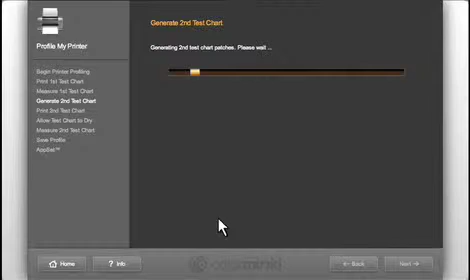 Profile My Printer
Begin Printer Profiling
Print 1st Test Chart
Measure 1st Test Chart
Generate 2nd Test Chart
Print 2nd Test Chart
Allow Test Chart to Dry
Measure 2nd Test Chart
Save Profile
AppSet™
Generate 2nd Test Chart
Generating 2nd test chart patches. Please wait ...
Home
? Info
colormunki
Back
Next